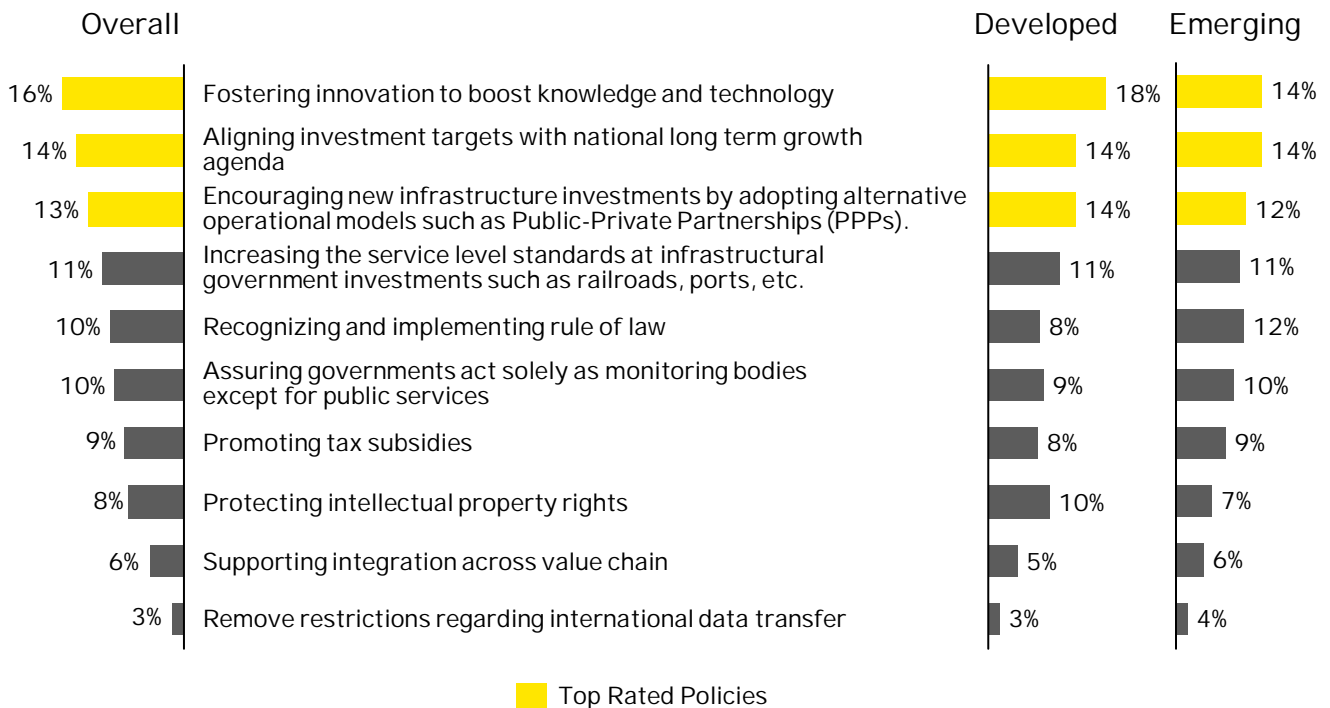 Overall Developed Emerging
16% Fostering innovation to boost knowledge and technology 18% 14%
Aligning investment targets with national long term growth
14% agenda 14% 14%
Encouraging new infrastructure investments by adopting alternative
13% operational models such as Public-Private Partnerships (PPPs). 14% 12%
Increasing the service level standards at infrastructural
11% government investments such as railroads, ports, etc. 11% 11%
10% Recognizing and implementing rule of law 8% 12%
Assuring governments act solely as monitoring bodies
10% except for public services 9% 10%
9% Promoting tax subsidies 8% 9%
8% Protecting intellectual property rights 10% 7%
6% Supporting integration across value chain 5% 6%
3% Remove restrictions regarding international data transfer 3% 4%
Top Rated Policies